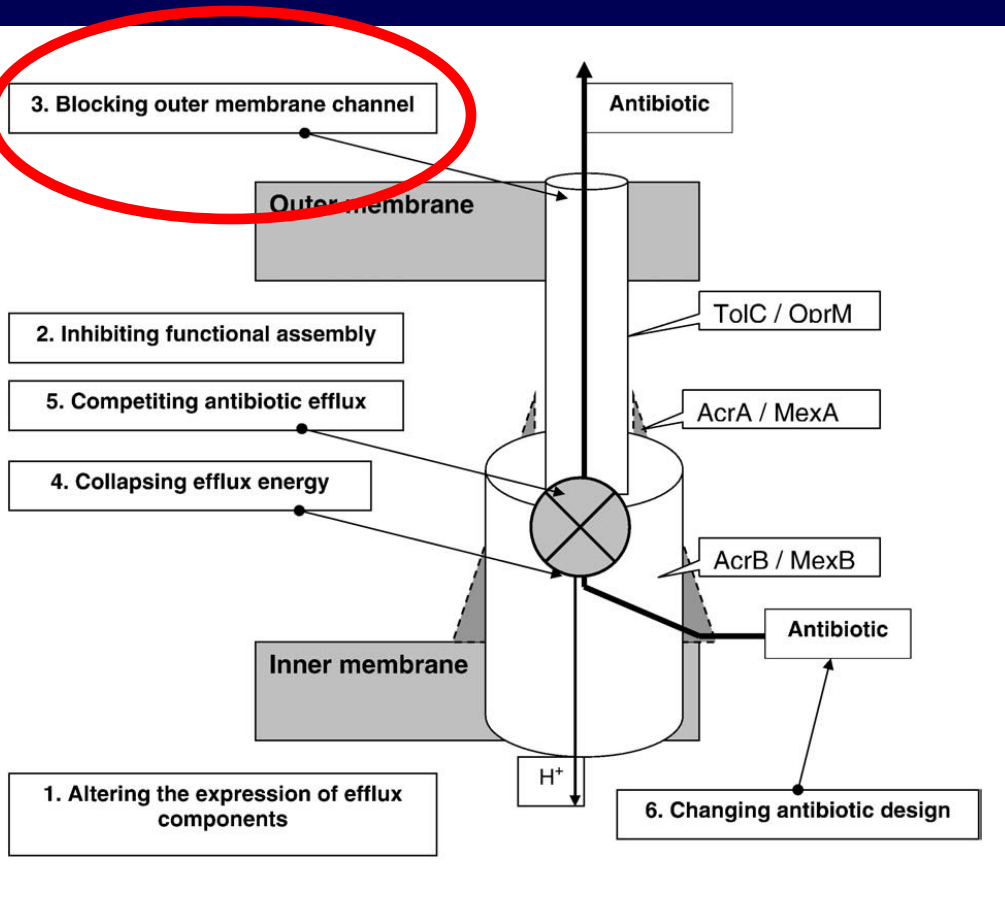 3. Blocking outer membrane channel
Antibiotic
Outer membrane
TolC / OprM
2. Inhibiting functional assembly
5. Competiting antibiotic efflux
AcrA / MexA
4. Collapsing efflux energy
AcrB / MexB
Antibiotic
Inner membrane
H⁺
1. Altering the expression of efflux
components
6. Changing antibiotic design